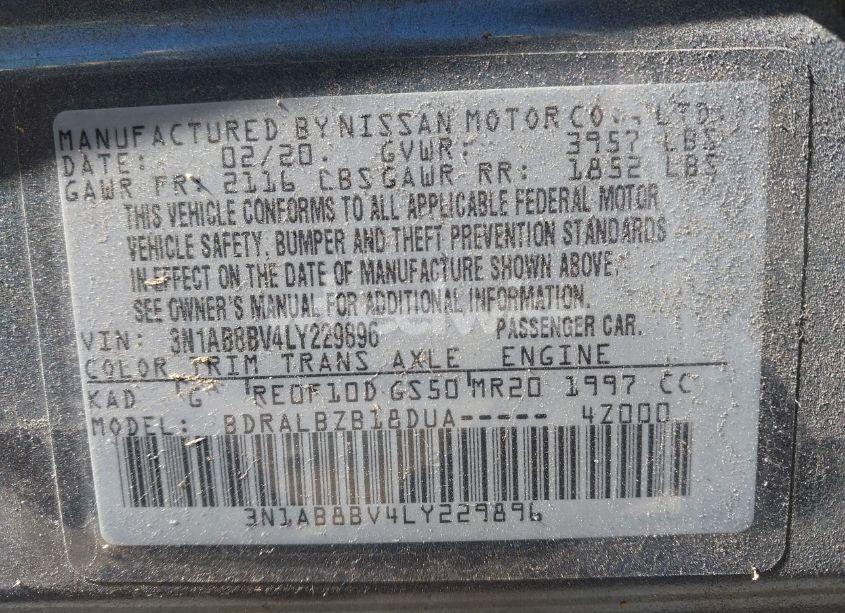 MANUFACTURED BY NISSAN MOTOR CO., LTD.
DATE: 02/20. GVWR: 3957 LBS
GAWR FR: 2116 LBS GAWR RR: 1852 LBS
THIS VEHICLE CONFORMS TO ALL APPLICABLE FEDERAL MOTOR
VEHICLE SAFETY, BUMPER AND THEFT PREVENTION STANDARDS
IN EFFECT ON THE DATE OF MANUFACTURE SHOWN ABOVE.
SEE OWNER'S MANUAL FOR ADDITIONAL INFORMATION.
VIN: 3N1AB8BV4LY229896 PASSENGER CAR.
COLOR TRIM TRANS AXLE ENGINE
KAD G RE0F10D GS50 MR20 1997 CC
MODEL: BDRALBZB18DUA----- 4Z000
3N1AB8BV4LY229896